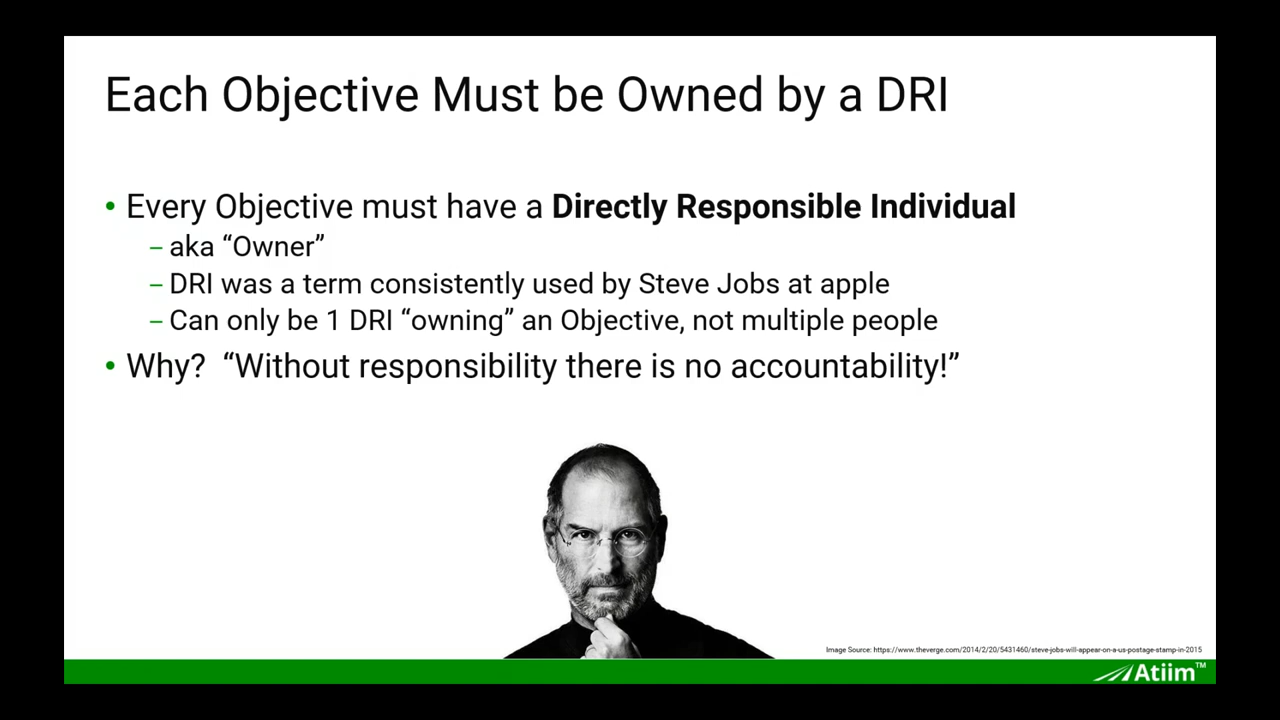 Each Objective Must be Owned by a DRI
• Every Objective must have a Directly Responsible Individual
– aka “Owner”
– DRI was a term consistently used by Steve Jobs at apple
– Can only be 1 DRI “owning” an Objective, not multiple people
• Why?  “Without responsibility there is no accountability!”
Image Source: https://www.theverge.com/2014/2/20/5431460/steve-jobs-will-appear-on-a-us-postage-stamp-in-2015
Atiim™